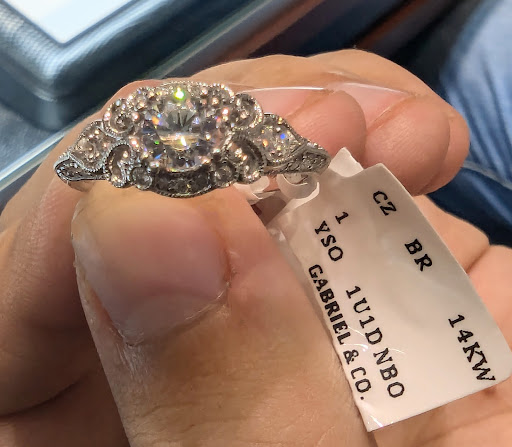 CZ BR 14KW
1
YSO 1U1DNBO
GABRIEL & CO.